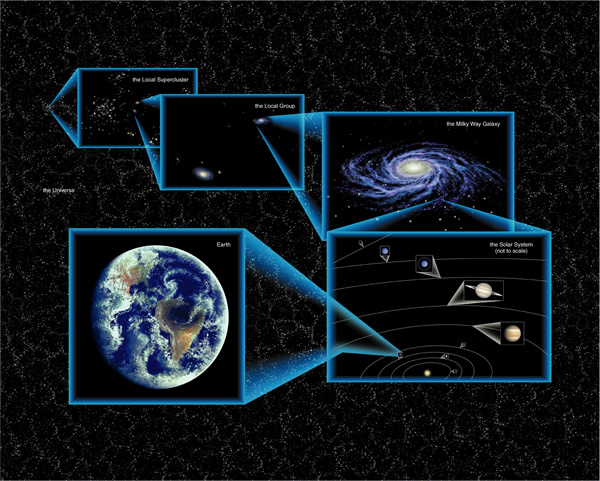 the Local Supercluster
the Local Group
the Milky Way Galaxy
the Universe
Earth
the Solar System
(not to scale)